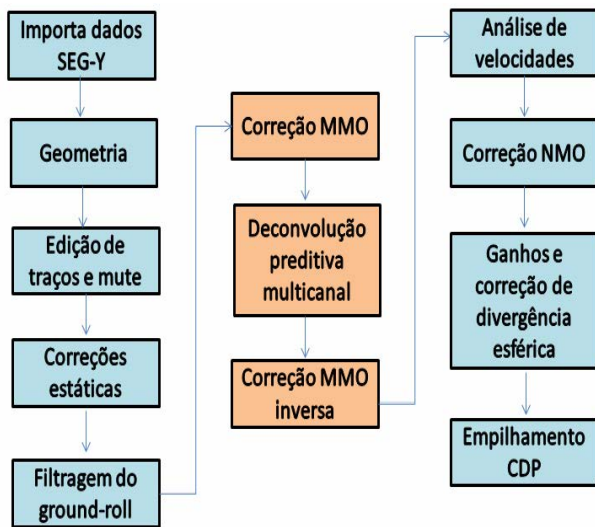 Importa dados
SEG-Y
Geometria
Edição de
traços e mute
Correções
estáticas
Filtragem do
ground-roll
Correção MMO
Deconvolução
preditiva
multicanal
Correção MMO
inversa
Análise de
velocidades
Correção NMO
Ganhos e
correção de
divergência
esférica
Empilhamento
CDP